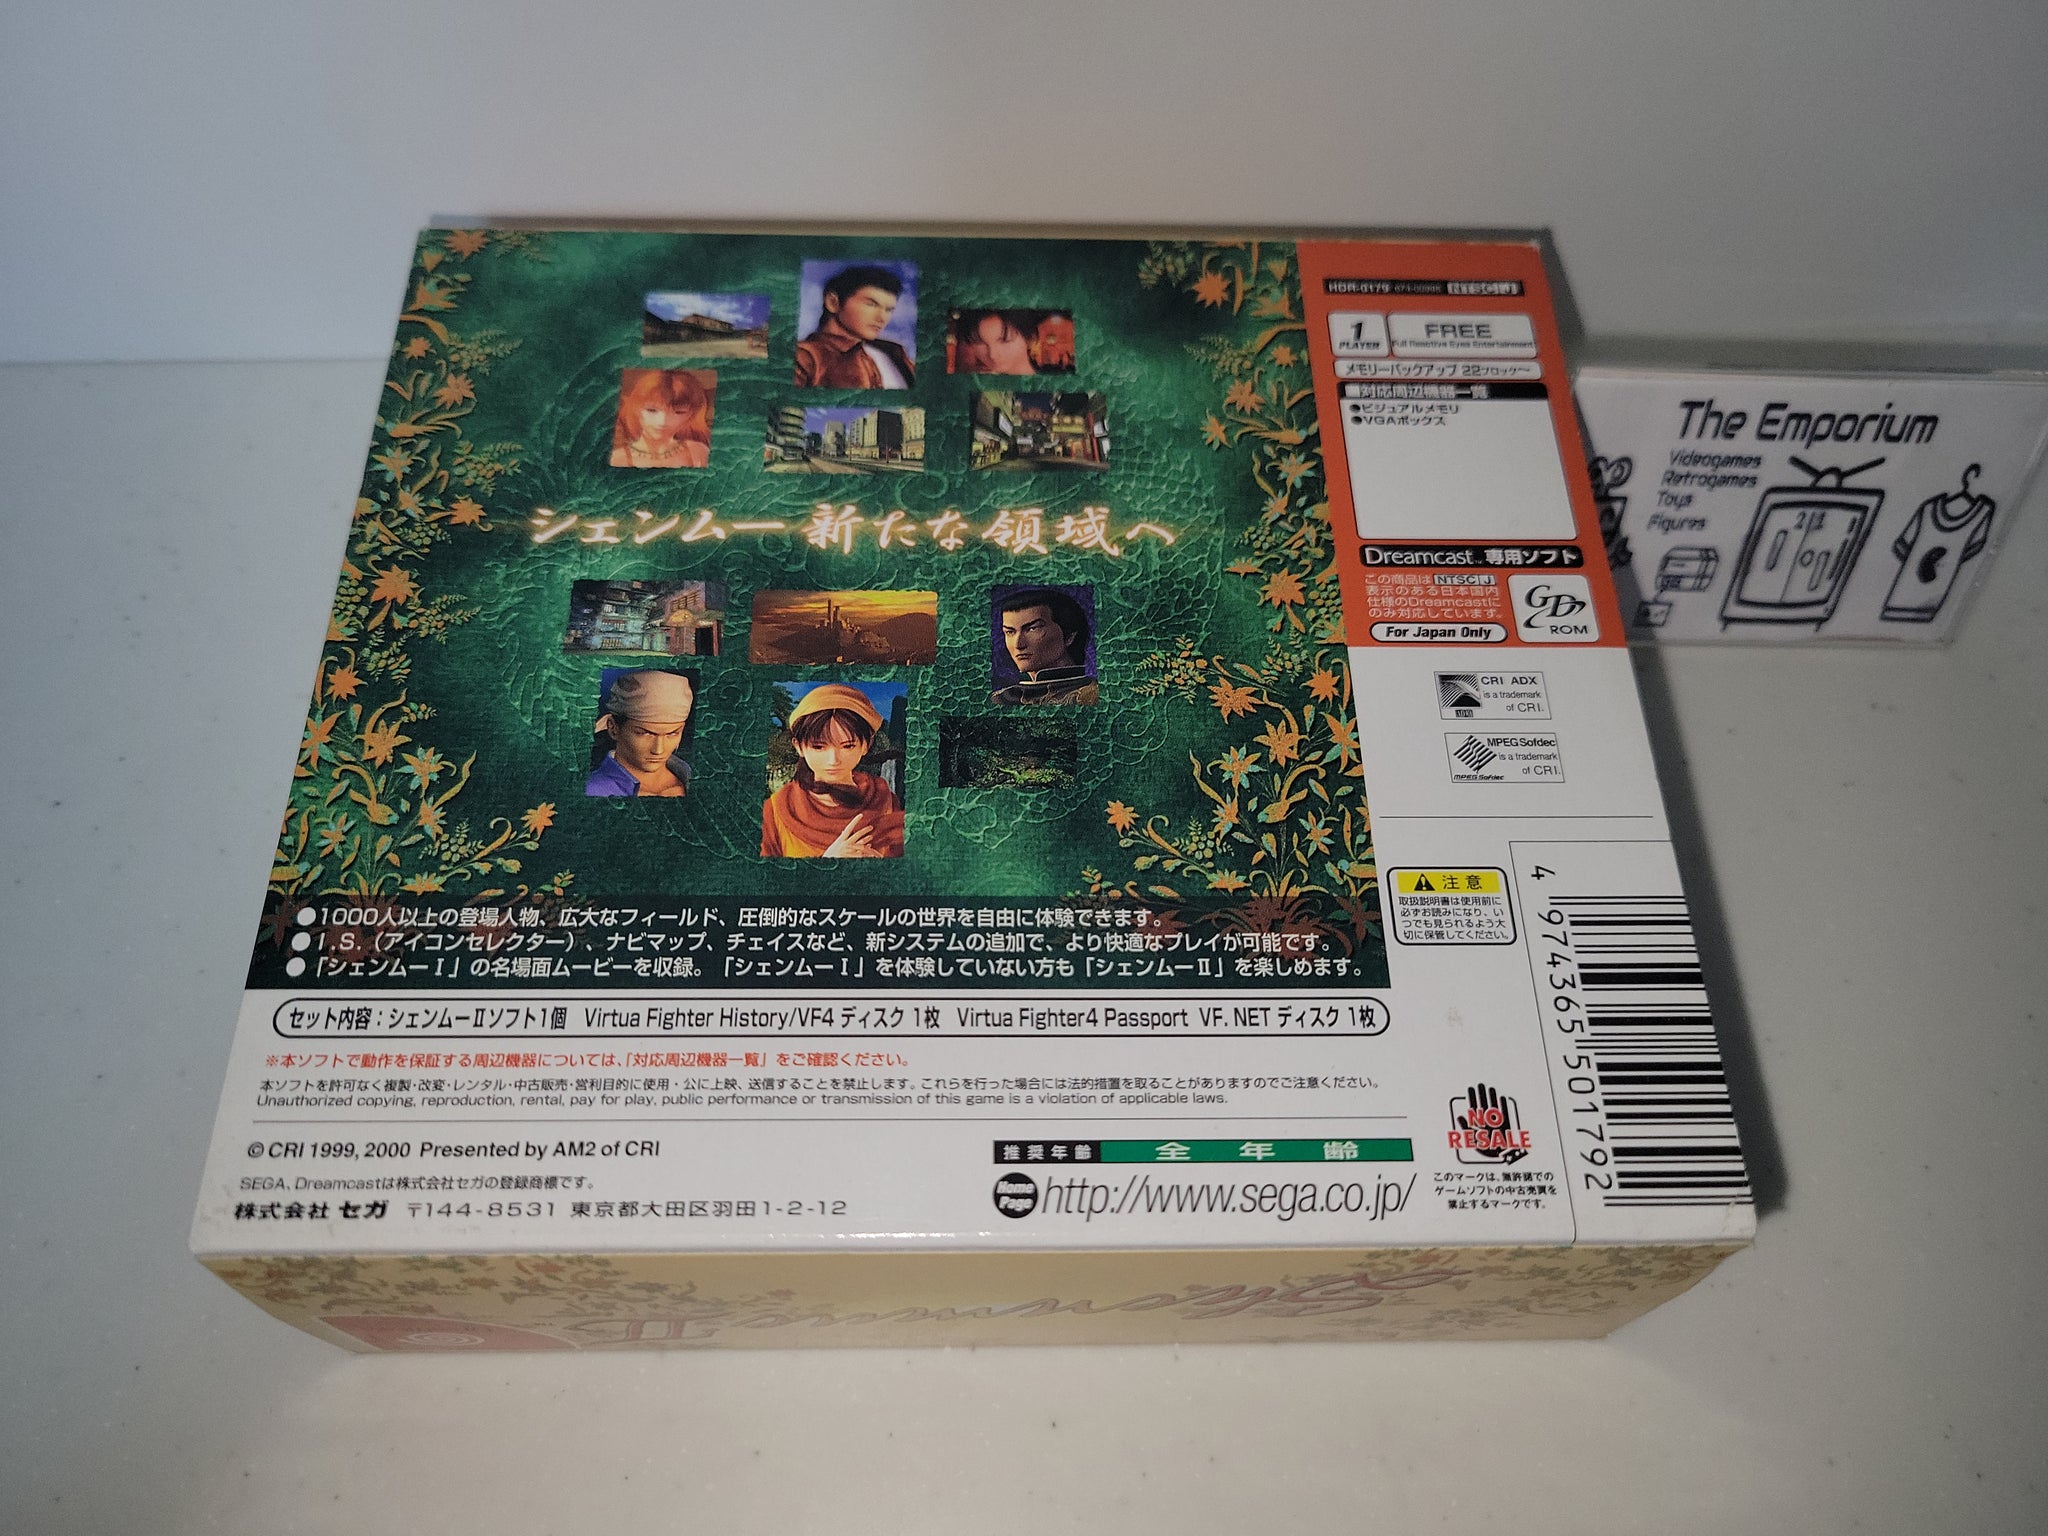 HDR-0179 NTSC J
1 PLAYER
FREE
Full Reactive Eyes Entertainment
メモリーバックアップ 22ブロック〜
■対応周辺機器一覧
●ビジュアルメモリ
●VGAボックス
The Emporium
Videogames
Retrogames
Toys
Figures
シェンムー 新たな領域へ
Dreamcast 専用ソフト
この商品は NTSC J
表示のある日本国内
仕様のDreamcastに
のみ対応しています。
For Japan Only
GD ROM
CRI ADX
is a trademark
of CRI.
MPEG Sofdec
is a trademark
of CRI.
MPEG Sofdec
●1000人以上の登場人物、広大なフィールド、圧倒的なスケールの世界を自由に体験できます。
●I.S.（アイコンセレクター）、ナビマップ、チェイスなど、新システムの追加で、より快適なプレイが可能です。
●「シェンムーⅠ」の名場面ムービーを収録。「シェンムーⅠ」を体験していない方も「シェンムーⅡ」を楽しめます。
注意
取扱説明書は使用前に
必ずお読みになり、い
つでも見られるよう大
切に保管してください。
4 974365 501792
セット内容：シェンムーⅡソフト1個 Virtua Fighter History/VF4 ディスク 1枚 Virtua Fighter4 Passport VF. NET ディスク 1枚
※本ソフトで動作を保証する周辺機器については、「対応周辺機器一覧」をご確認ください。
本ソフトを許可なく複製・改変・レンタル・中古販売・営利目的に使用・公に上映、送信することを禁止します。これらを行った場合には法的措置を取ることがありますのでご注意ください。
Unauthorized copying, reproduction, rental, pay for play, public performance or transmission of this game is a violation of applicable laws.
© CRI 1999, 2000 Presented by AM2 of CRI
推奨年齢 全年齢
NO RESALE
SEGA、Dreamcastは株式会社セガの登録商標です。
株式会社 セガ 〒144-8531 東京都大田区羽田1-2-12
Home Page http://www.sega.co.jp/
このマークは、無許諾での
ゲームソフトの中古売買を
禁止するマークです。
Shenmue II